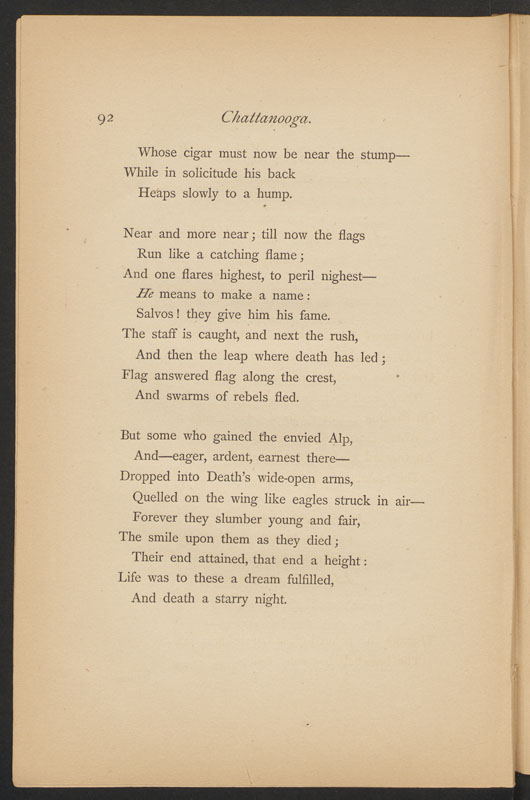 92 Chattanooga.
Whose cigar must now be near the stump—
While in solicitude his back
Heaps slowly to a hump.
Near and more near; till now the flags
Run like a catching flame;
And one flares highest, to peril nighest—
He means to make a name:
Salvos! they give him his fame.
The staff is caught, and next the rush,
And then the leap where death has led;
Flag answered flag along the crest,
And swarms of rebels fled.
But some who gained the envied Alp,
And—eager, ardent, earnest there—
Dropped into Death's wide-open arms,
Quelled on the wing like eagles struck in air—
Forever they slumber young and fair,
The smile upon them as they died;
Their end attained, that end a height:
Life was to these a dream fulfilled,
And death a starry night.